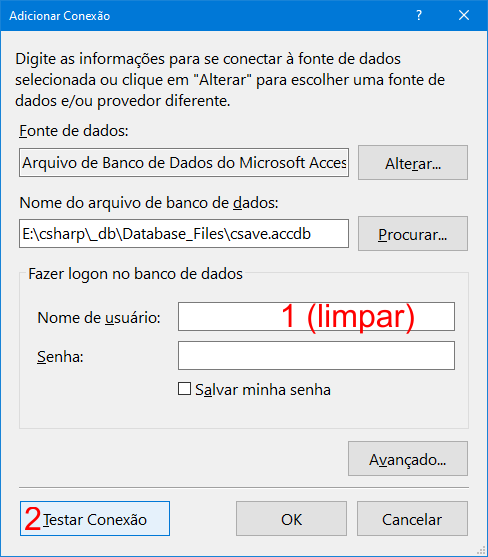 Adicionar Conexão
Digite as informações para se conectar à fonte de dados
selecionada ou clique em "Alterar" para escolher uma fonte de
dados e/ou provedor diferente.
Fonte de dados:
Arquivo de Banco de Dados do Microsoft Acces
Alterar...
Nome do arquivo de banco de dados:
E:\csharp\_db\Database_Files\csave.accdb
Procurar...
Fazer logon no banco de dados
Nome de usuário:
1 (limpar)
Senha:
Salvar minha senha
Avançado...
2 Testar Conexão
OK
Cancelar